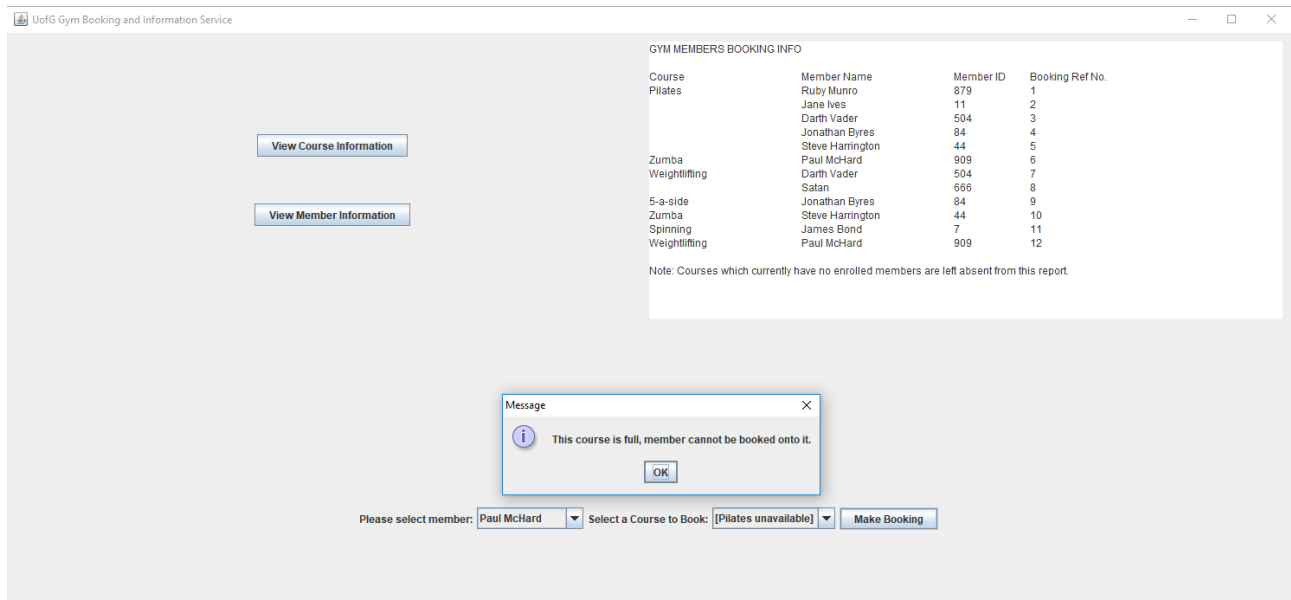 UofG Gym Booking and Information Service
GYM MEMBERS BOOKING INFO
Course Member Name Member ID Booking Ref No.
Pilates Ruby Munro 879 1
Jane Ives 11 2
Darth Vader 504 3
Jonathan Byres 84 4
Steve Harrington 44 5
Zumba Paul McHard 909 6
Weightlifting Darth Vader 504 7
Satan 666 8
5-a-side Jonathan Byres 84 9
Zumba Steve Harrington 44 10
Spinning James Bond 7 11
Weightlifting Paul McHard 909 12
Note: Courses which currently have no enrolled members are left absent from this report.
View Course Information
View Member Information
Message
This course is full, member cannot be booked onto it.
OK
Please select member: Paul McHard Select a Course to Book: [Pilates unavailable] Make Booking